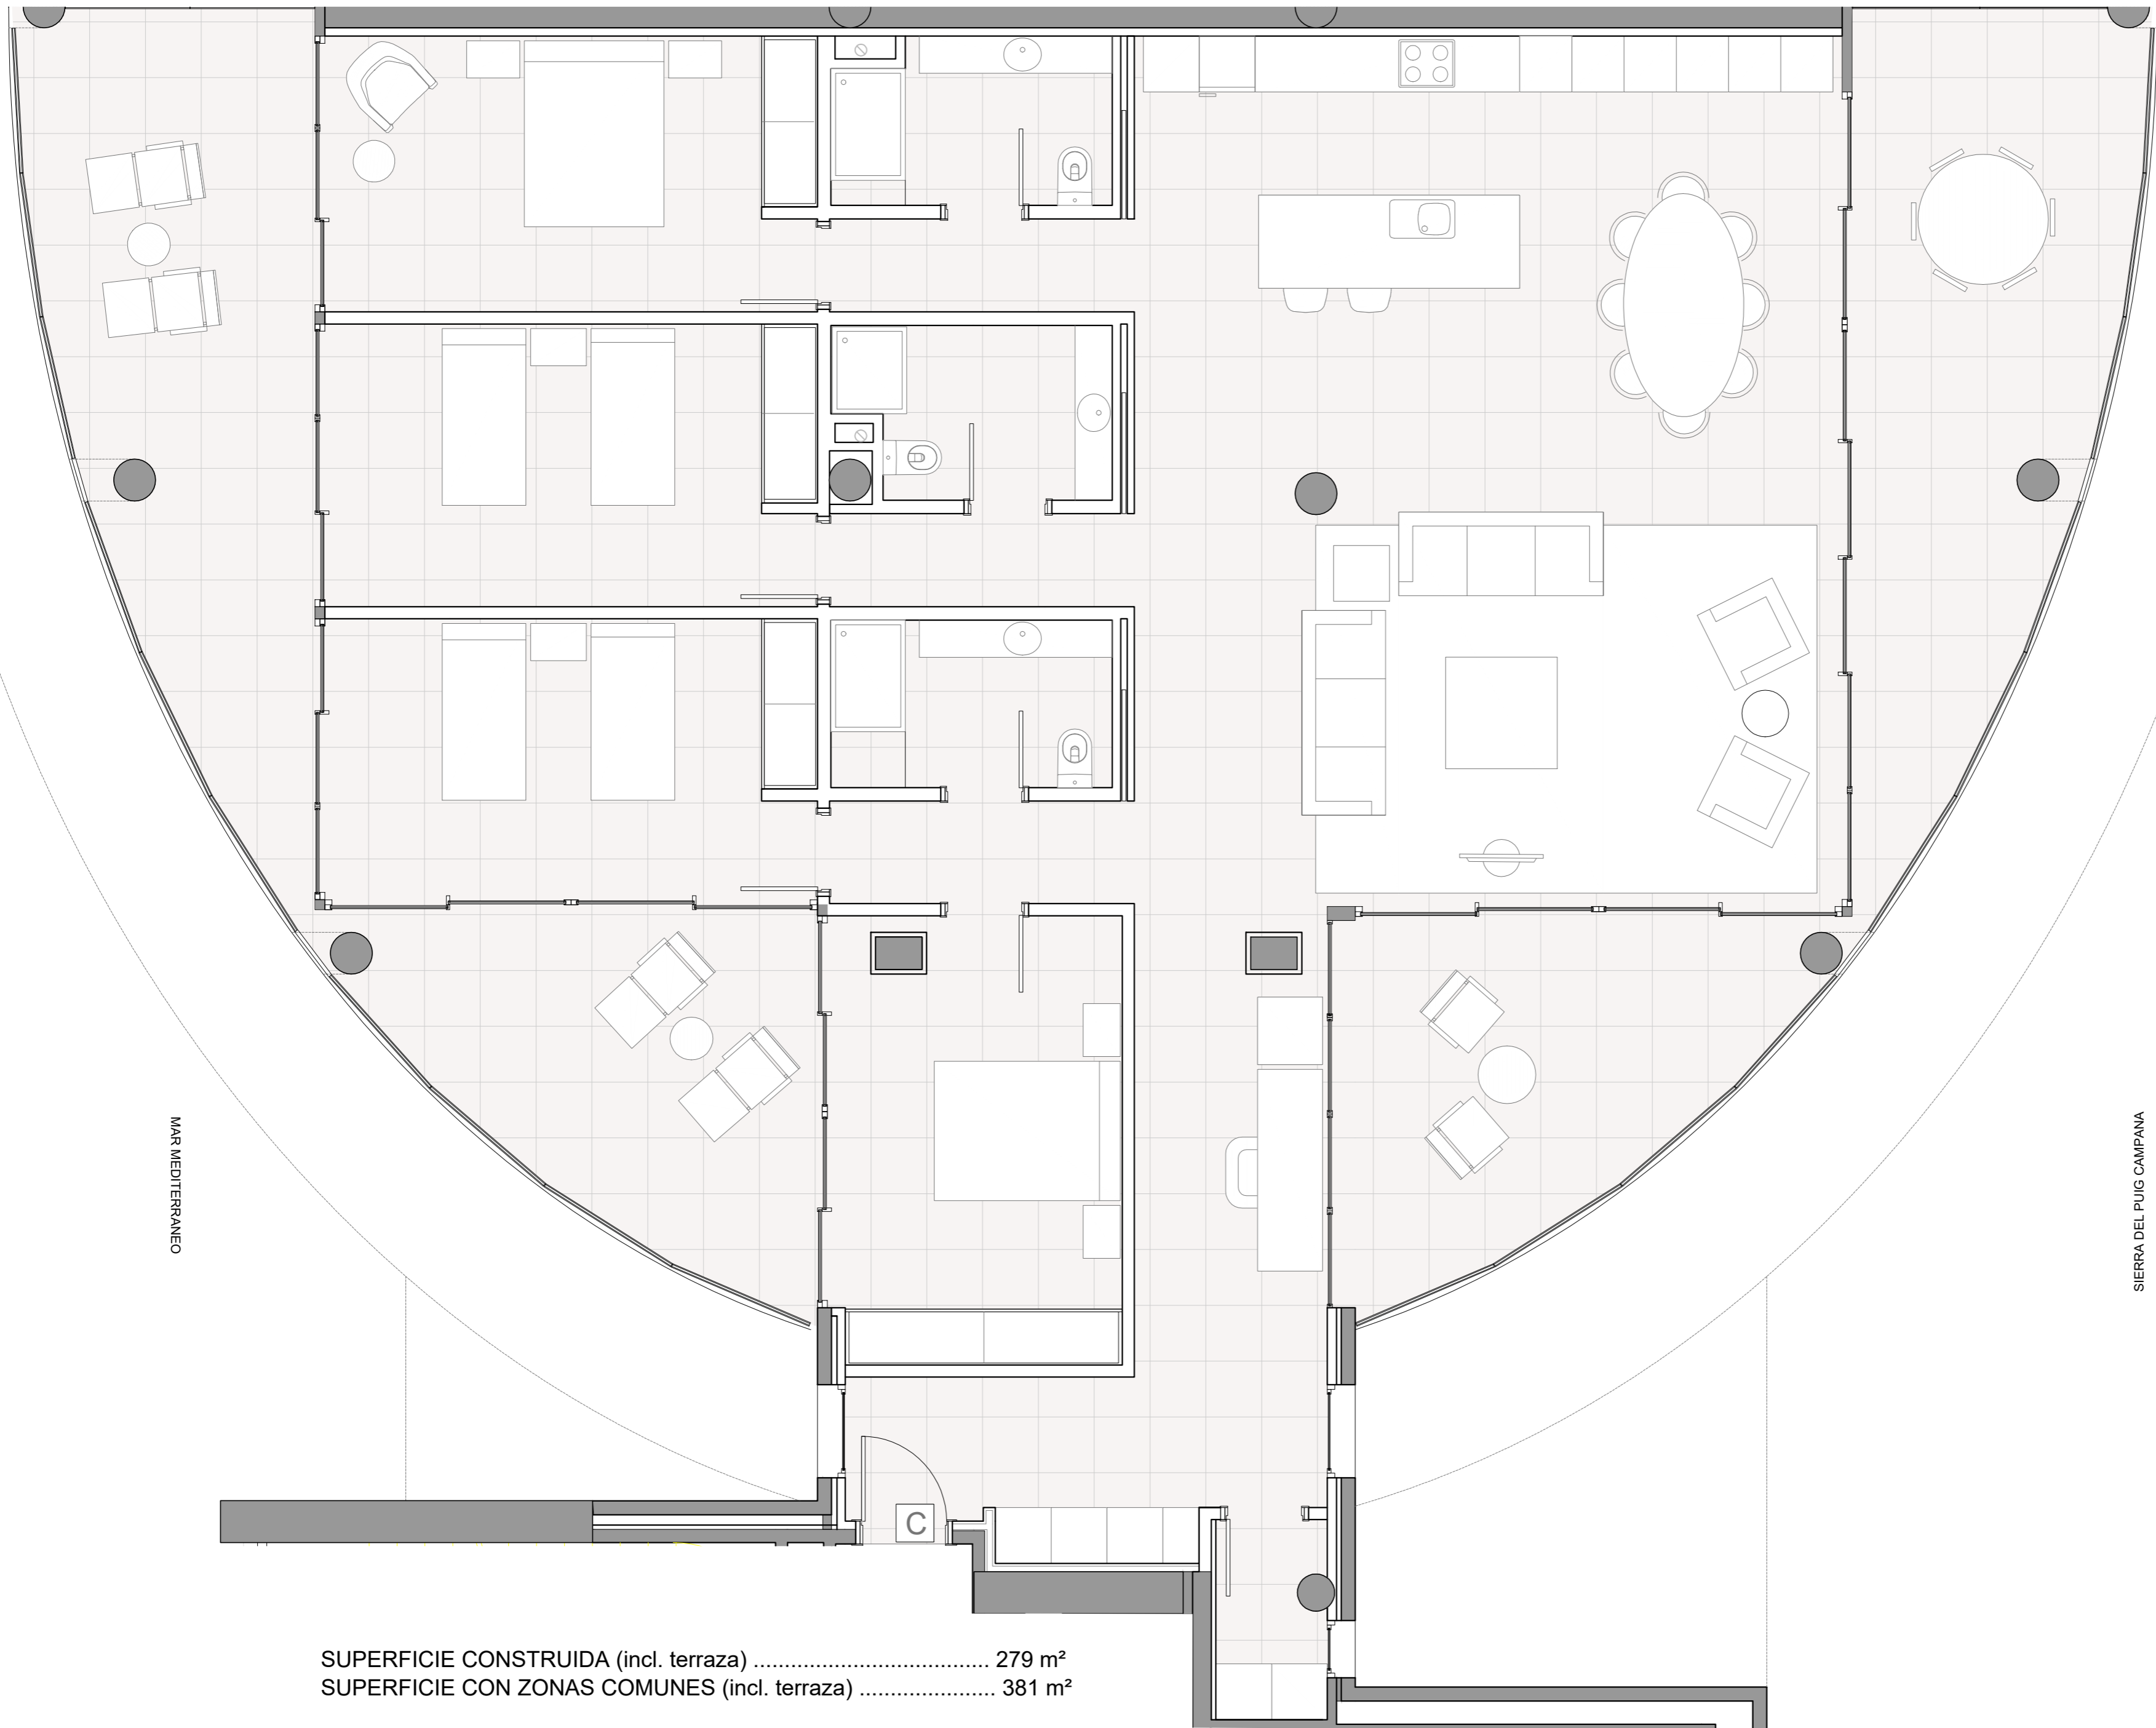 MAR MEDITERRANEO
SIERRA DEL PUIG CAMPANA
C
SUPERFICIE CONSTRUIDA (incl. terraza) ...................................... 279 m²
SUPERFICIE CON ZONAS COMUNES (incl. terraza) ...................... 381 m²